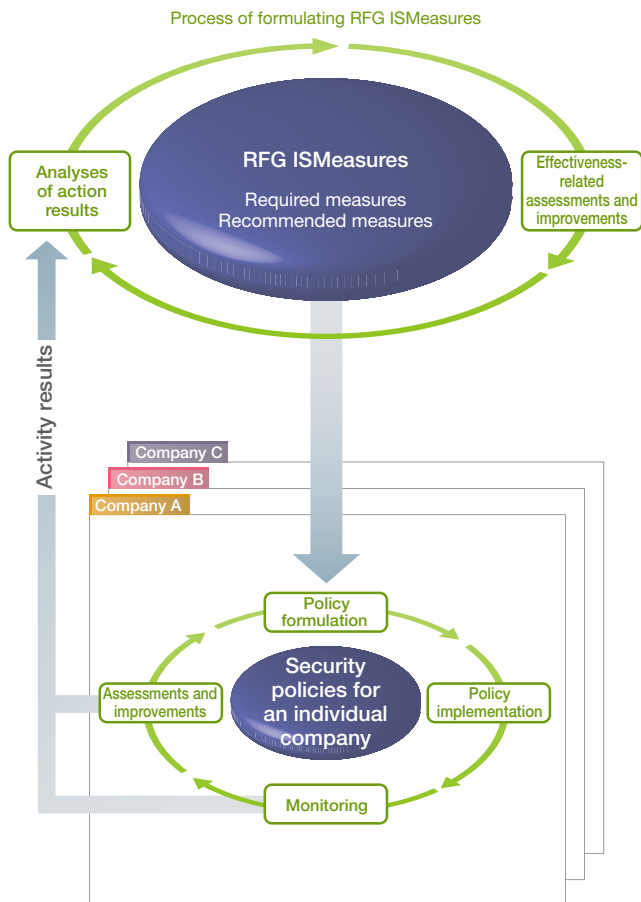 Process of formulating RFG ISMeasures
RFG ISMeasures
Required measures
Recommended measures
Analyses
of action
results
Effectiveness-
related
assessments and
improvements
Activity results
Company C
Company B
Company A
Policy
formulation
Security
policies for
an individual
company
Assessments and
improvements
Policy
implementation
Monitoring